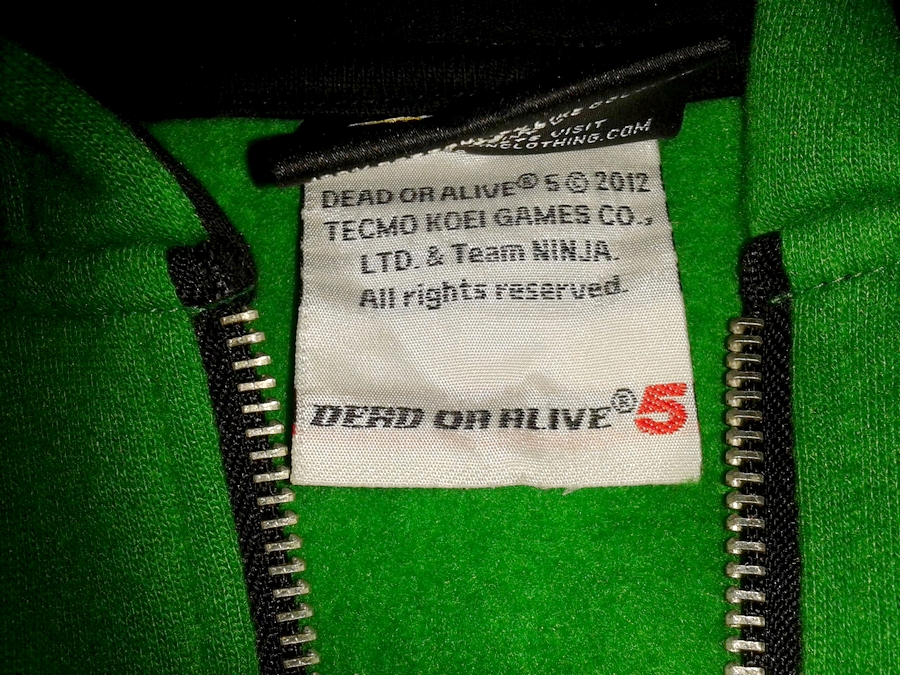 VISIT
CLOTHING.COM
DEAD OR ALIVE® 5 © 2012
TECMO KOEI GAMES CO.,
LTD. & Team NINJA.
All rights reserved.
DEAD OR ALIVE®5